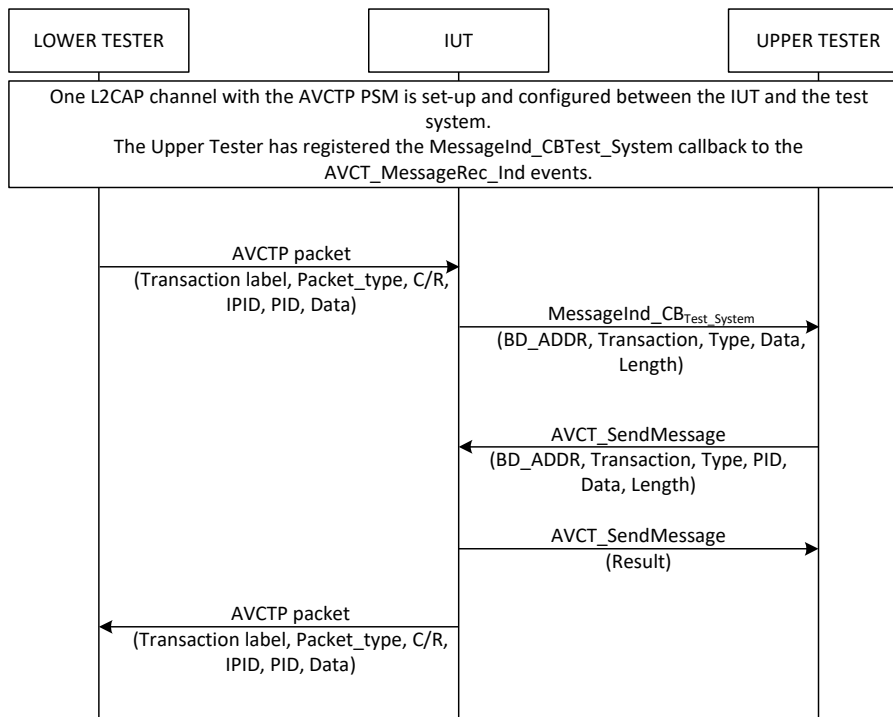 LOWER TESTER
IUT
UPPER TESTER
One L2CAP channel with the AVCTP PSM is set-up and configured between the IUT and the test
system.
The Upper Tester has registered the MessageInd_CBTest_System callback to the
AVCT_MessageRec_Ind events.
AVCTP packet
(Transaction label, Packet_type, C/R,
IPID, PID, Data)
MessageInd_CBTest_System
(BD_ADDR, Transaction, Type, Data,
Length)
AVCT_SendMessage
(BD_ADDR, Transaction, Type, PID,
Data, Length)
AVCT_SendMessage
(Result)
AVCTP packet
(Transaction label, Packet_type, C/R,
IPID, PID, Data)